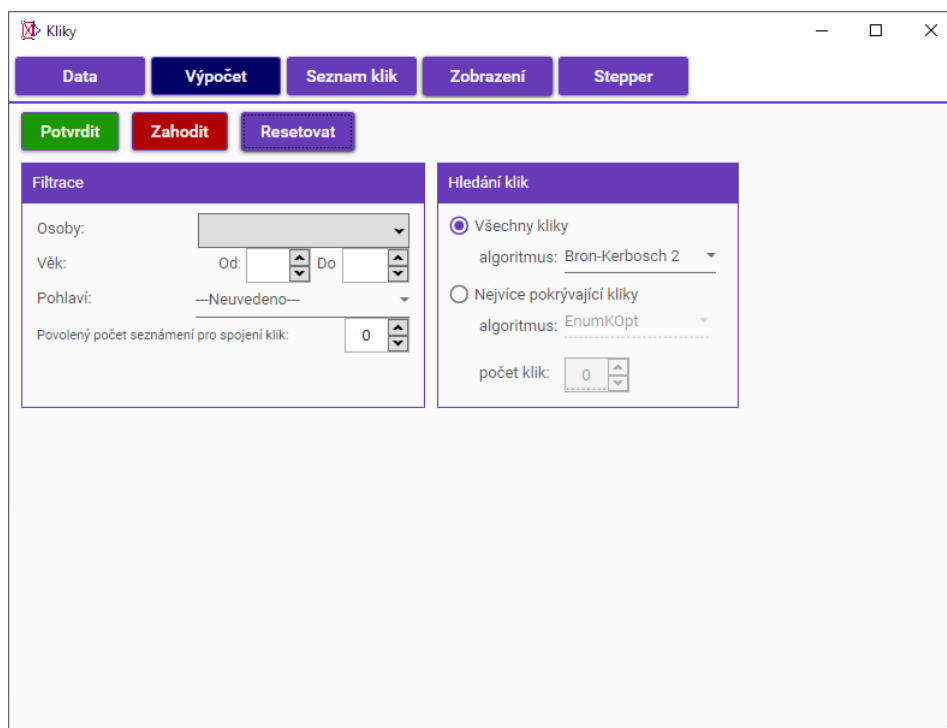 Kliky
Data Výpočet Seznam klik Zobrazení Stepper
Potvrdit Zahodit Resetovat
Filtrace
Osoby:
Věk: Od: Do
Pohlaví: ---Neuvedeno---
Povolený počet seznámení pro spojení klik: 0
Hledání klik
Všechny kliky
algoritmus: Bron-Kerbosch 2
Nejvíce pokrývající kliky
algoritmus: EnumKOpt
počet klik: 0